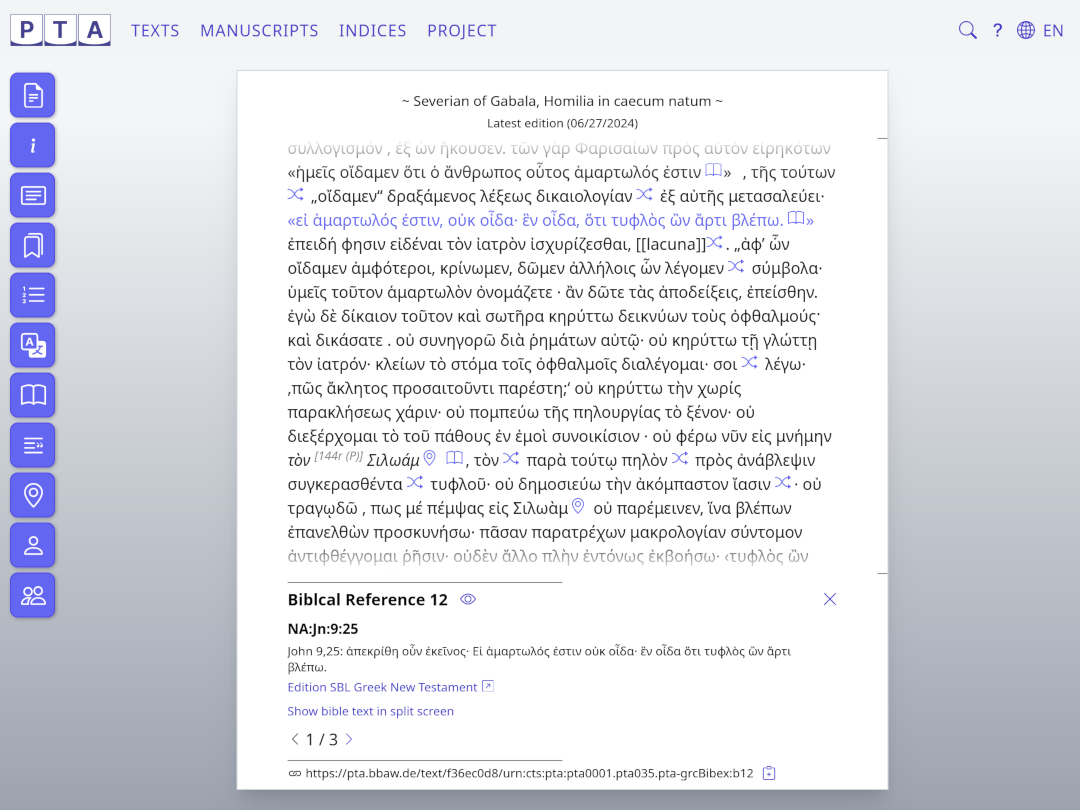 PTA TEXTS MANUSCRIPTS INDICES PROJECT ? EN
~ Severian of Gabala, Homilia in caecum natum ~
Latest edition (06/27/2024)
συλλογισμόν , ἐξ ὧν ἤκουσεν. τῶν γὰρ Φαρισαίων πρὸς αὐτὸν εἰρηκότων
«ἡμεῖς οἴδαμεν ὅτι ὁ ἄνθρωπος οὗτος ἁμαρτωλός ἐστιν » , τῆς τούτων
„οἴδαμεν“ δραξάμενος λέξεως δικαιολογίαν ἐξ αὐτῆς μετασαλεύει·
«εἰ ἁμαρτωλός ἐστιν, οὐκ οἶδα· ἓν οἶδα, ὅτι τυφλὸς ὢν ἄρτι βλέπω. »
ἐπειδή φησιν εἰδέναι τὸν ἰατρὸν ἰσχυρίζεσθαι, [[lacuna]] . „ἀφ’ ὧν
οἴδαμεν ἀμφότεροι, κρίνωμεν, δῶμεν ἀλλήλοις ὧν λέγομεν σύμβολα·
ὑμεῖς τοῦτον ἁμαρτωλὸν ὀνομάζετε · ἂν δῶτε τὰς ἀποδείξεις, ἐπείσθην.
ἐγὼ δὲ δίκαιον τοῦτον καὶ σωτῆρα κηρύττω δεικνύων τοὺς ὀφθαλμούς·
καὶ δικάσατε . οὐ συνηγορῶ διὰ ῥημάτων αὐτῷ· οὐ κηρύττω τῇ γλώττῃ
τὸν ἰατρόν· κλείων τὸ στόμα τοῖς ὀφθαλμοῖς διαλέγομαι· σοι λέγω·
‚πῶς ἄκλητος προσαιτοῦντι παρέστη;‘ οὐ κηρύττω τὴν χωρίς
παρακλήσεως χάριν· οὐ πομπεύω τῆς πηλουργίας τὸ ξένον· οὐ
διεξέρχομαι τὸ τοῦ πάθους ἐν ἐμοὶ συνοικίσιον · οὐ φέρω νῦν εἰς μνήμην
τὸν [144r (P)] Σιλωάμ , τὸν παρὰ τούτῳ πηλὸν πρὸς ἀνάβλεψιν
συγκερασθέντα τυφλοῦ· οὐ δημοσιεύω τὴν ἀκόμπαστον ἴασιν · οὐ
τραγῳδῶ , πως μέ πέμψας εἰς Σιλωὰμ οὐ παρέμεινεν, ἵνα βλέπων
ἐπανελθὼν προσκυνήσω· πᾶσαν παρατρέχων μακρολογίαν σύντομον
ἀντιφθέγγομαι ῥῆσιν· οὐδὲν ἄλλο πλὴν ἐντόνως ἐκβοήσω· ‹τυφλὸς ὢν
Biblcal Reference 12
NA:Jn:9:25
John 9,25: ἀπεκρίθη οὖν ἐκεῖνος· Εἰ ἁμαρτωλός ἐστιν οὐκ οἶδα· ἓν οἶδα ὅτι τυφλὸς ὢν ἄρτι
βλέπω.
Edition SBL Greek New Testament
Show bible text in split screen
1 / 3
https://pta.bbaw.de/text/f36ec0d8/urn:cts:pta:pta0001.pta035.pta-grcBibex:b12